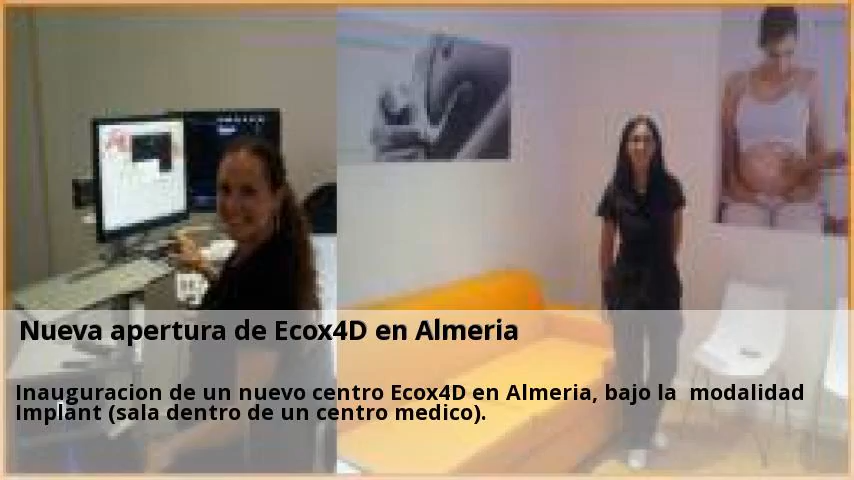 Nueva apertura de Ecox4D en Almeria
Inauguracion de un nuevo centro Ecox4D en Almeria, bajo la modalidad
Implant (sala dentro de un centro medico).